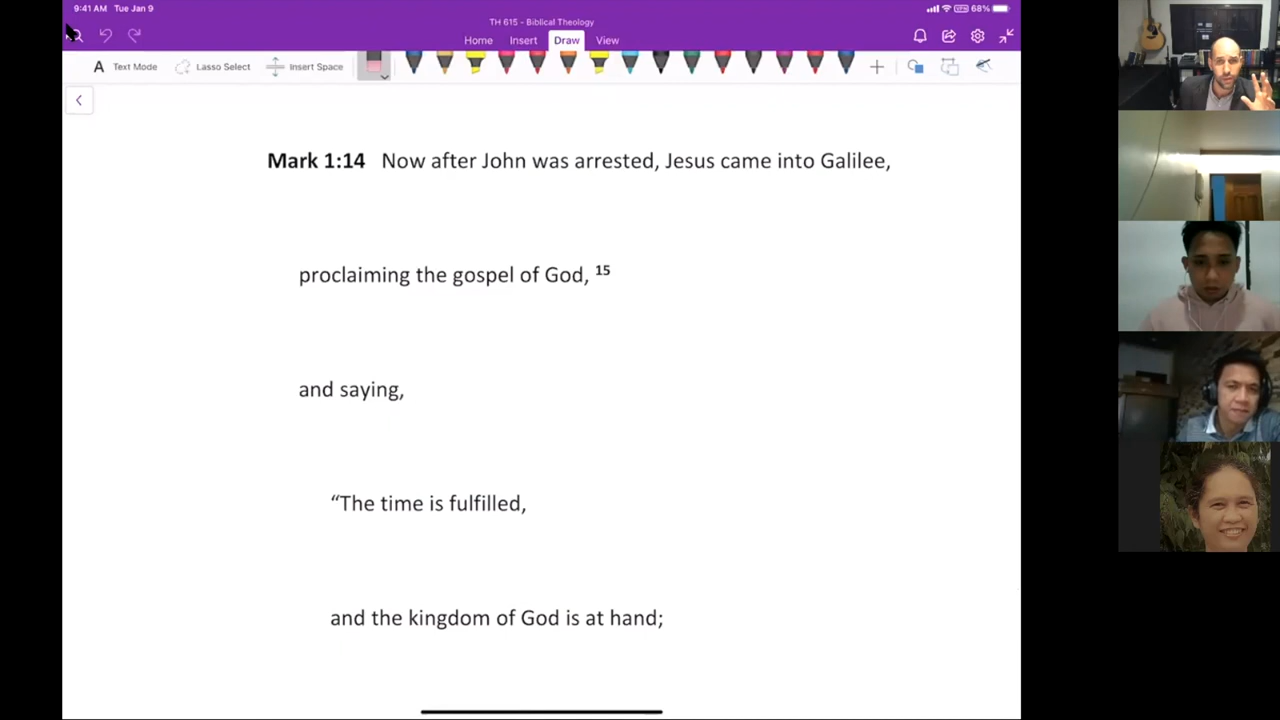 9:41 AM Tue Jan 9
VPN 68%
TH 615 - Biblical Theology
Home Insert Draw View
Text Mode Lasso Select Insert Space
Mark 1:14 Now after John was arrested, Jesus came into Galilee,
proclaiming the gospel of God, 15
and saying,
“The time is fulfilled,
and the kingdom of God is at hand;